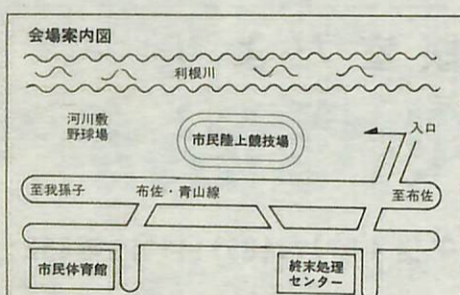 会場案内図
利根川
河川敷
野球場
市民陸上競技場
入口
至我孫子
布佐・青山線
至布佐
市民体育館
終末処理
センター